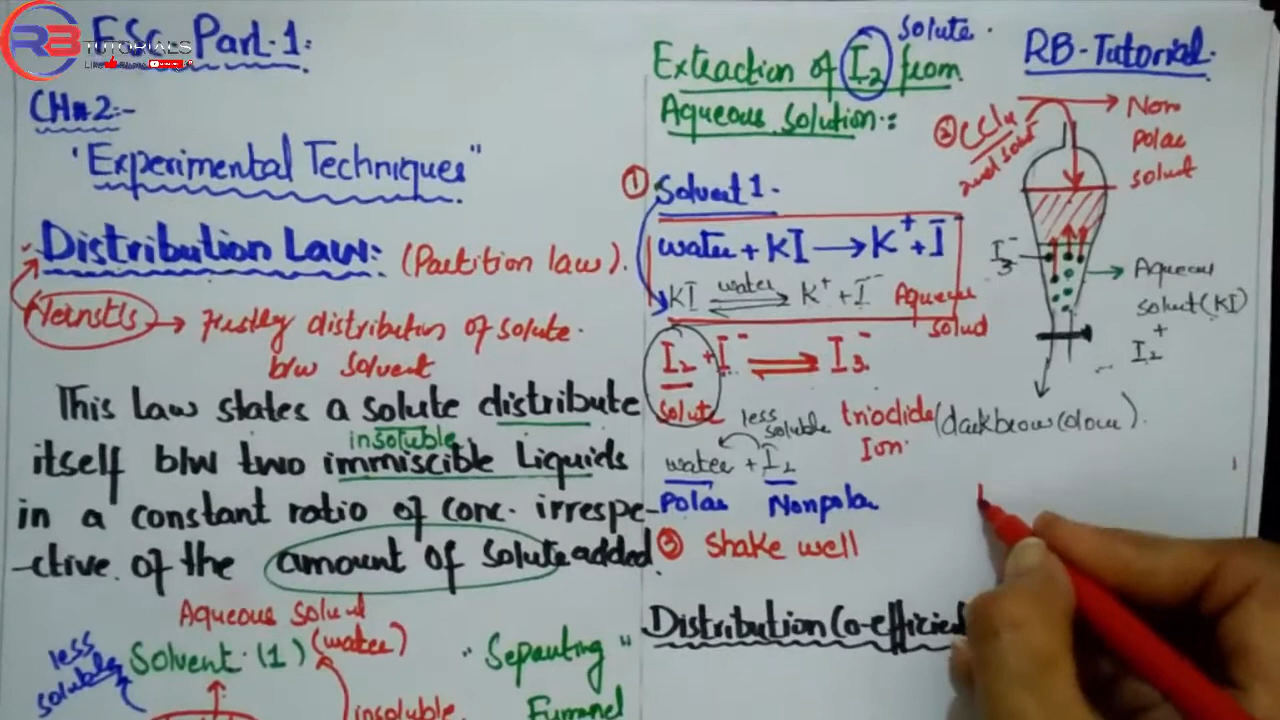 RB TUTORIALS
FSc. Part.1:
CH#2:-
"Experimental Techniques"
Distribution Law: (Partition law).
Nernst's → Firstly distribution of solute
b/w solvent
This law states a solute distribute
insoluble
itself b/w two immiscible Liquids
in a constant ratio of conc. irrespe-
-ctive of the amount of solute added
Aqueous Solvent
less soluble
Solvent (1) (water)
"Separating"
Funnel
insoluble
solute.
Extraction of I2 from
Aqueous solution:
① Solvent 1.
water + KI → K+ + I-
KI ⇌ K+ + I- Aqueous
water
I2 + I- ⇌ I3-
solute
triiodide (dark brow colour).
Ion.
less soluble
water + I2
Polar Nonpolar
③ Shake well
Distribution Co-efficien
RB-Tutorial.
② CCl4
Non
polar
solvent
I3-
Aqueous
solvent (KI)
+
I2